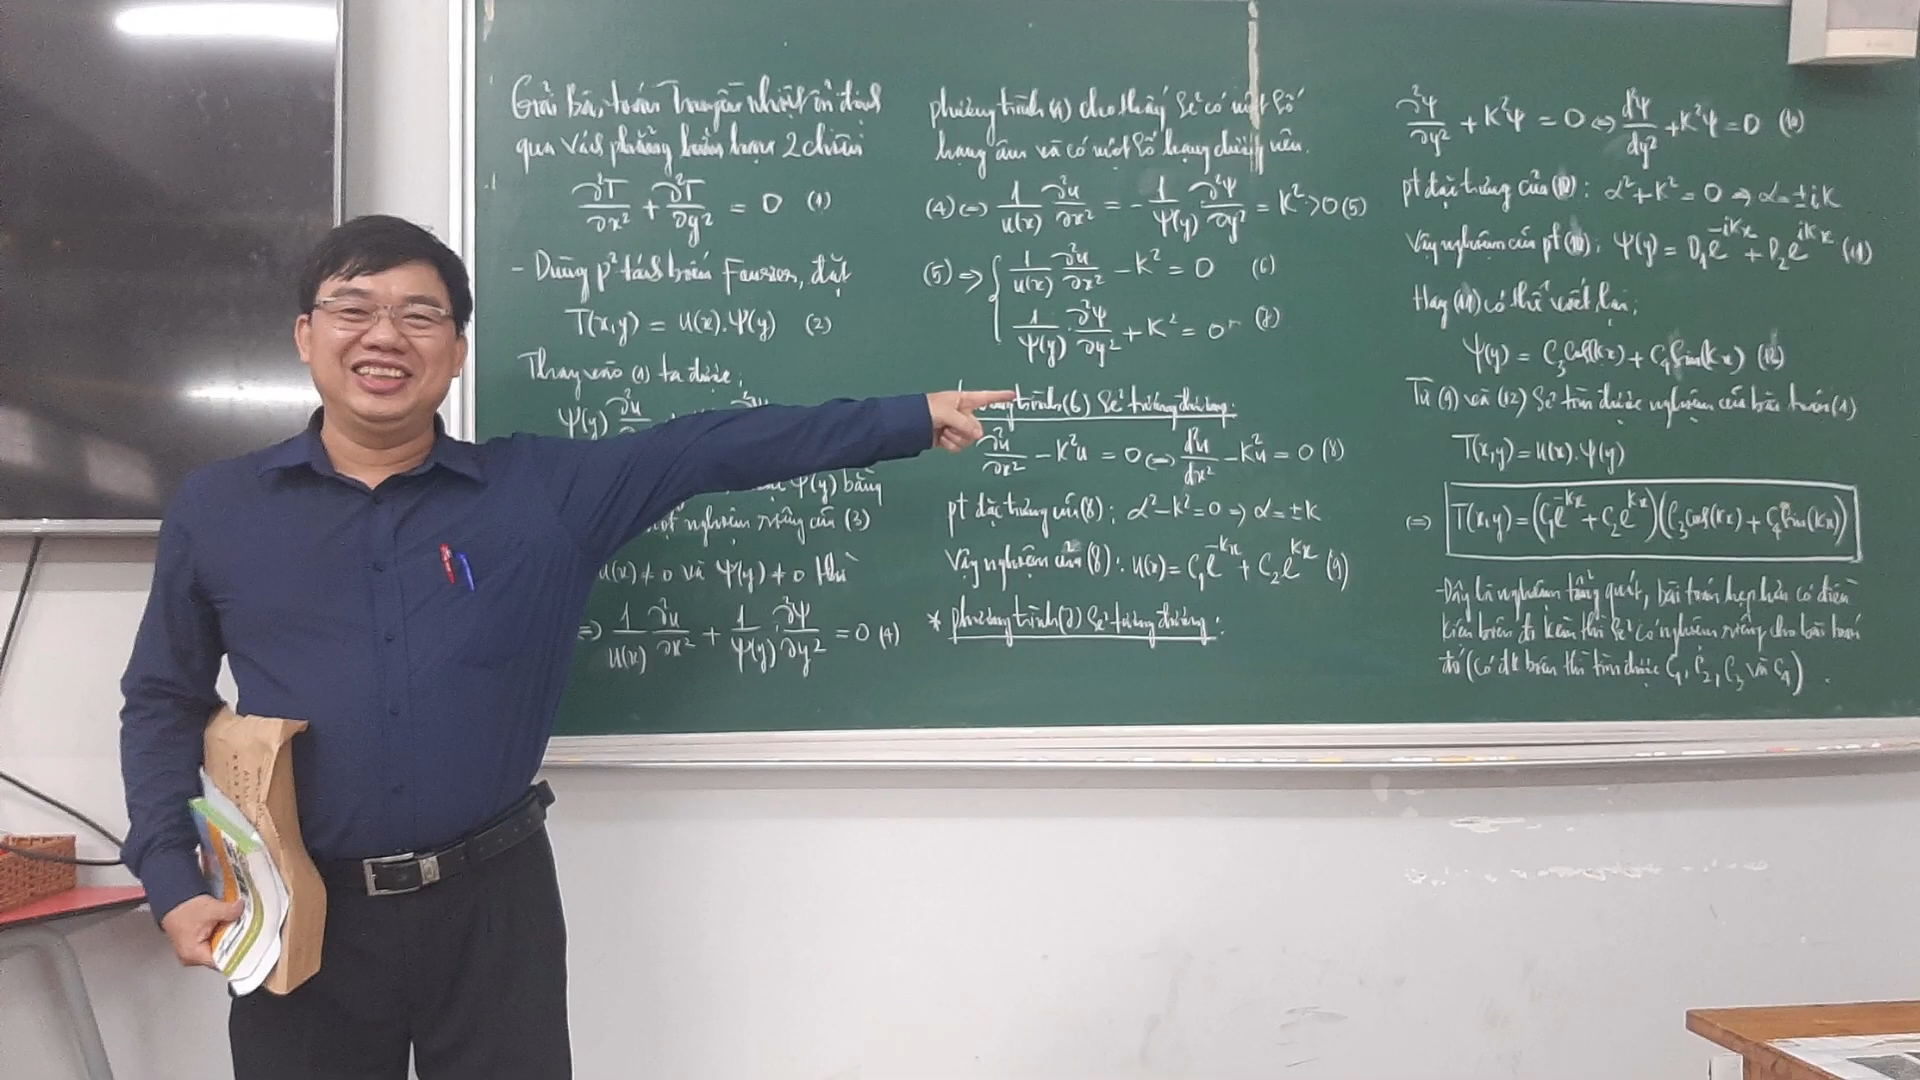 Giải bài toán truyền nhiệt ổn định
qua vách phẳng hữu hạn 2 chiều
∂²T/∂x² + ∂²T/∂y² = 0 (1)
- Dùng p² tách biến Fourier, đặt
T(x,y) = u(x).Ψ(y) (2)
Thay vào (1) ta được:
Ψ(y) ∂²u
Ψ(y) bằng
một nghiệm riêng của (3)
u(x) ≠ 0 và Ψ(y) ≠ 0 thì
=> 1/u(x) ∂²u/∂x² + 1/Ψ(y) . ∂²Ψ/∂y² = 0 (4)
phương trình (4) cho thấy sẽ có một số
hạng âm và có một số hạng dương nên.
(4) <=> 1/u(x) ∂²u/∂x² = - 1/Ψ(y) ∂²Ψ/∂y² = K² > 0 (5)
(5) => { 1/u(x) ∂²u/∂x² - K² = 0 (6)
1/Ψ(y) . ∂²Ψ/∂y² + K² = 0 (7)
trình (6) sẽ tương đương:
∂²u/∂x² - K²u = 0 <=> d²u/dx² - K²u = 0 (8)
pt đặc trưng của (8): α² - K² = 0 => α = ±K
Vậy nghiệm của (8): u(x) = C₁e^-Kx + C₂e^Kx (9)
* phương trình (7) sẽ tương đương:
∂²Ψ/∂y² + K²Ψ = 0 <=> d²Ψ/dy² + K²Ψ = 0 (10)
pt đặc trưng của (10): α² + K² = 0 => α = ±iK
Vậy nghiệm của pt (10): Ψ(y) = D₁e^-iKx + D₂e^iKx (11)
Hay (11) có thể viết lại:
Ψ(y) = C₃Cos(Kx) + C₄Sin(Kx) (12)
Từ (9) và (12) sẽ tìm được nghiệm của bài toán (1)
T(x,y) = u(x).Ψ(y)
<=> T(x,y) = (C₁e^-Kx + C₂e^Kx)(C₃Cos(Kx) + C₄Sin(Kx))
- Đây là nghiệm tổng quát, bài toán hẹp hơn có điều
kiện biên đi kèm thì sẽ có nghiệm riêng cho bài toán
đó (có đk biên thì tìm được C₁, C₂, C₃ và C₄).